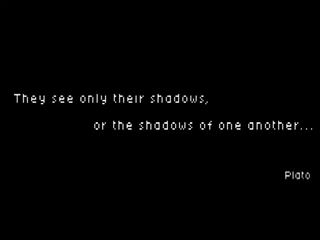 They see only their shadows,
or the shadows of one another...
Plato